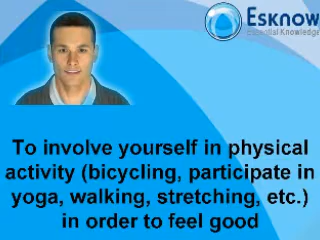 Esknow
Essential Knowledge
To involve yourself in physical
activity (bicycling, participate in
yoga, walking, stretching, etc.)
in order to feel good